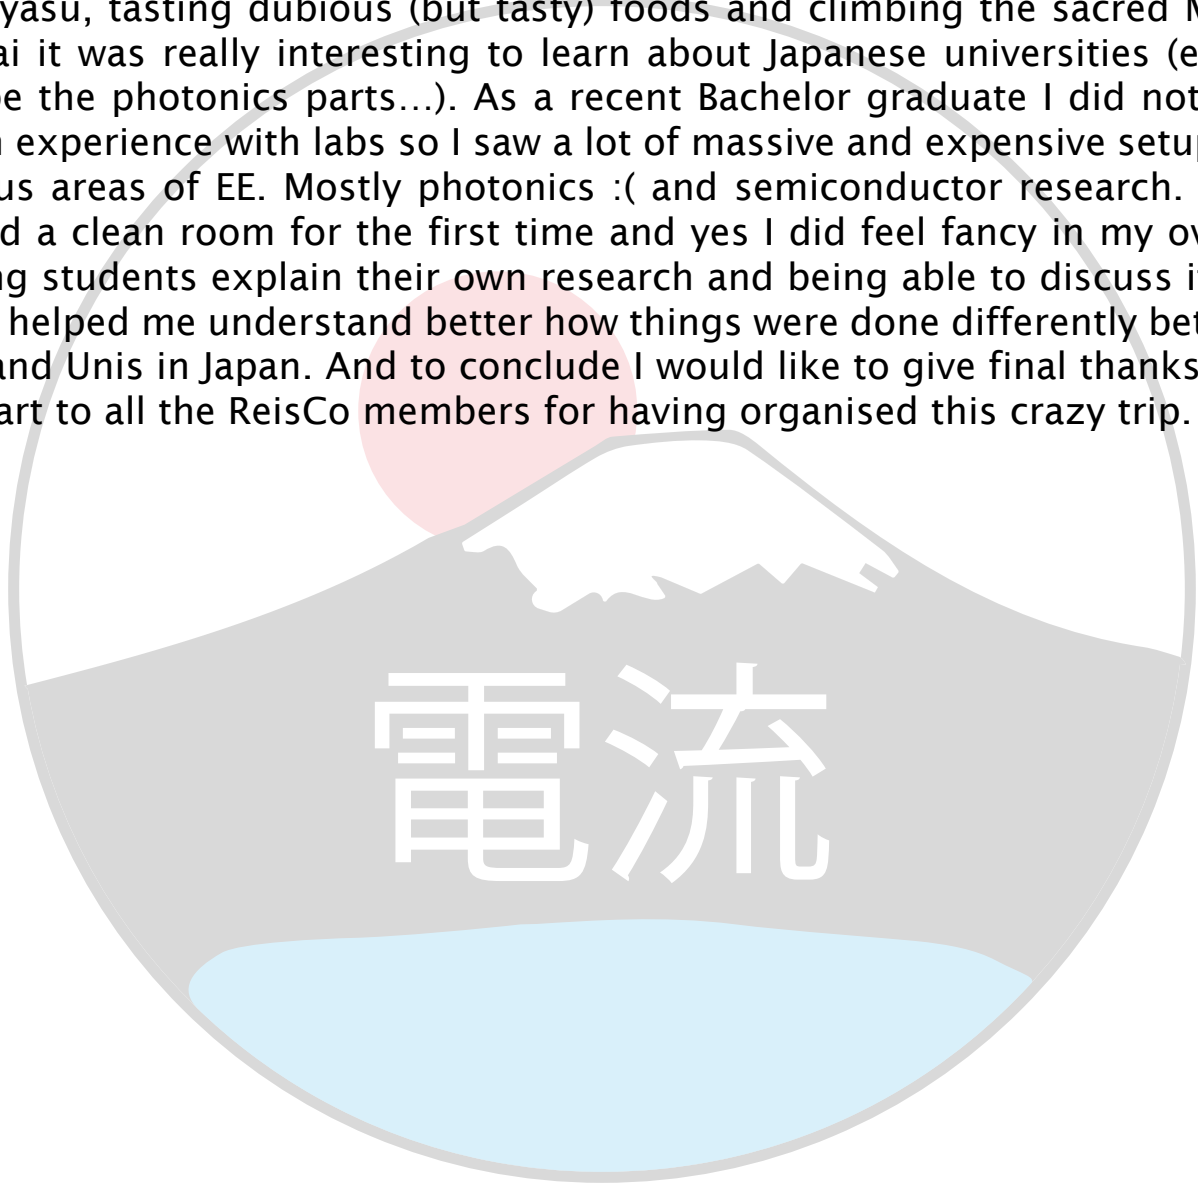 yasu, tasting dubious (but tasty) foods and climbing the sacred
it was really interesting to learn about Japanese universities
the photonics parts...). As a recent Bachelor graduate I did not
experience with labs so I saw a lot of massive and expensive
areas of EE. Mostly photonics :( and semiconductor research.
a clean room for the first time and yes I did feel fancy in my
students explain their own research and being able to discuss
helped me understand better how things were done differently
and Unis in Japan. And to conclude I would like to give final thanks
to all the ReisCo members for having organised this crazy trip.
電流